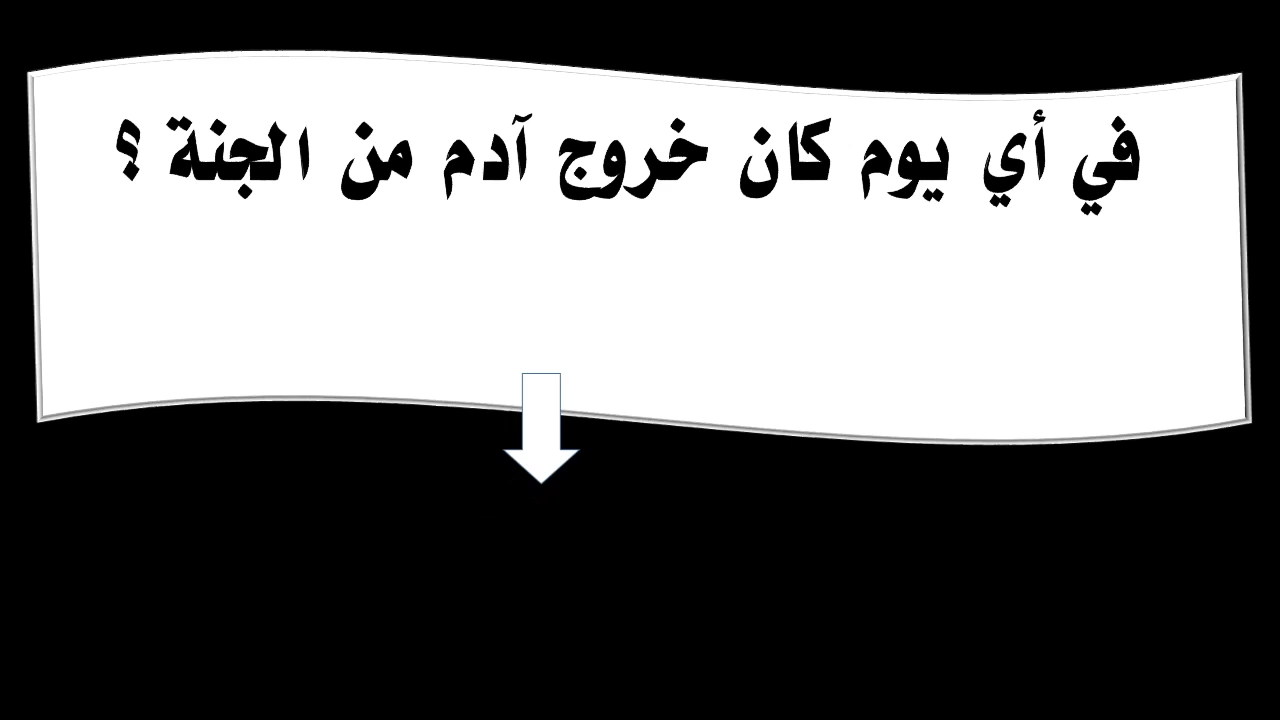 في أي يوم كان خروج آدم من الجنة ؟